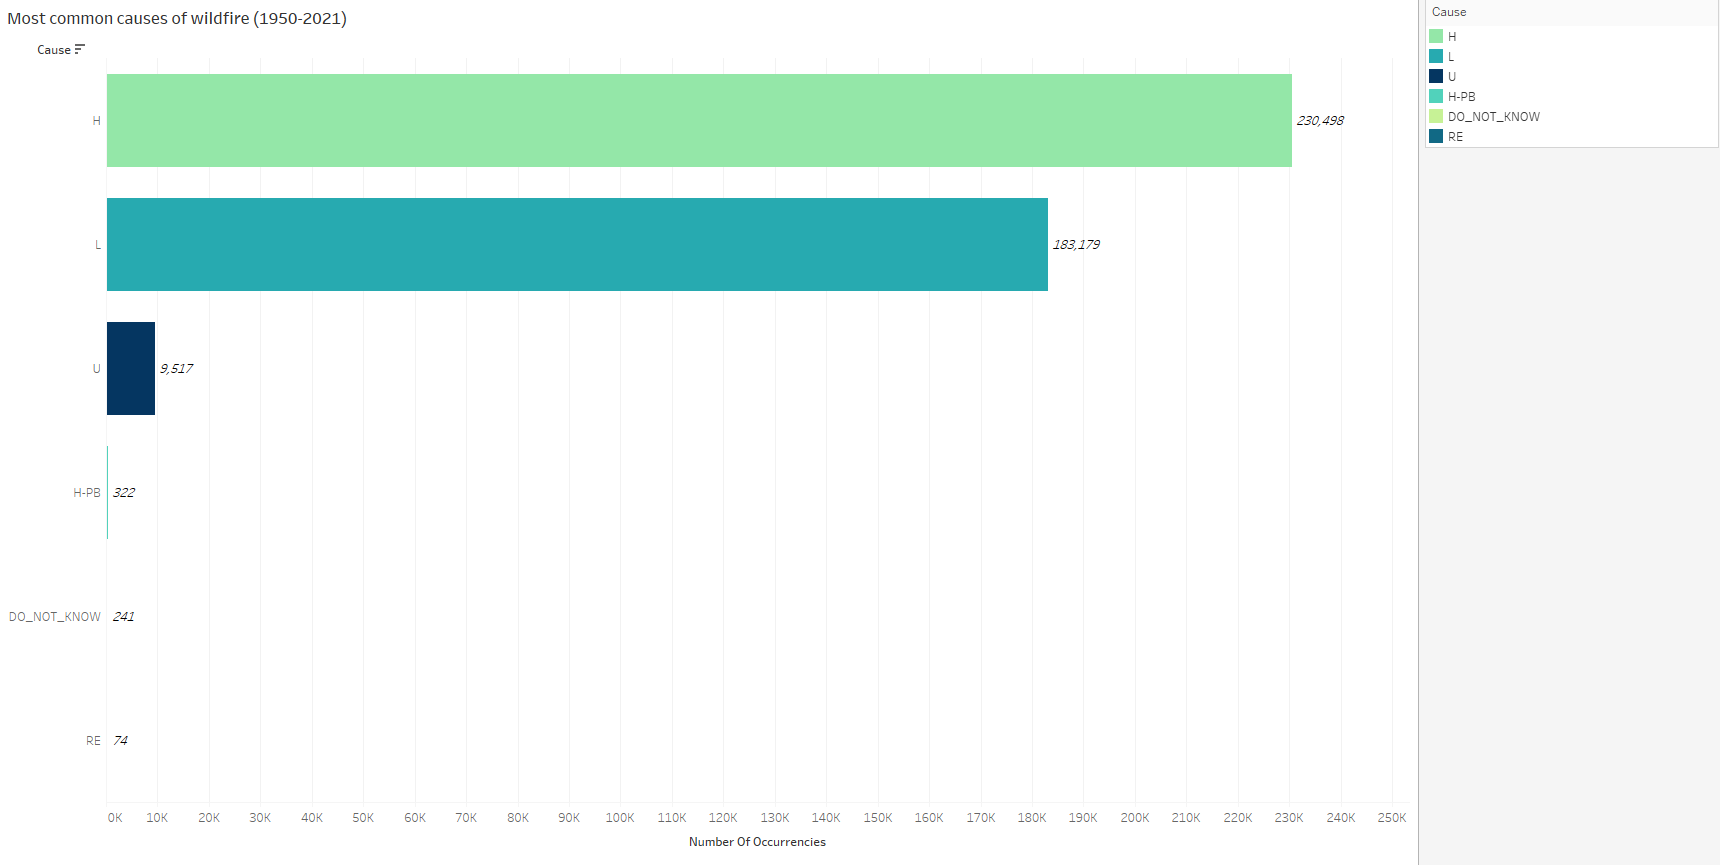 Most common causes of wildfire (1950-2021)
Cause
H
230,498
L
183,179
U
9,517
H-PB
322
DO_NOT_KNOW
241
RE
74
0K 10K 20K 30K 40K 50K 60K 70K 80K 90K 100K 110K 120K 130K 140K 150K 160K 170K 180K 190K 200K 210K 220K 230K 240K 250K
Number Of Occurrencies
Cause
H
L
U
H-PB
DO_NOT_KNOW
RE